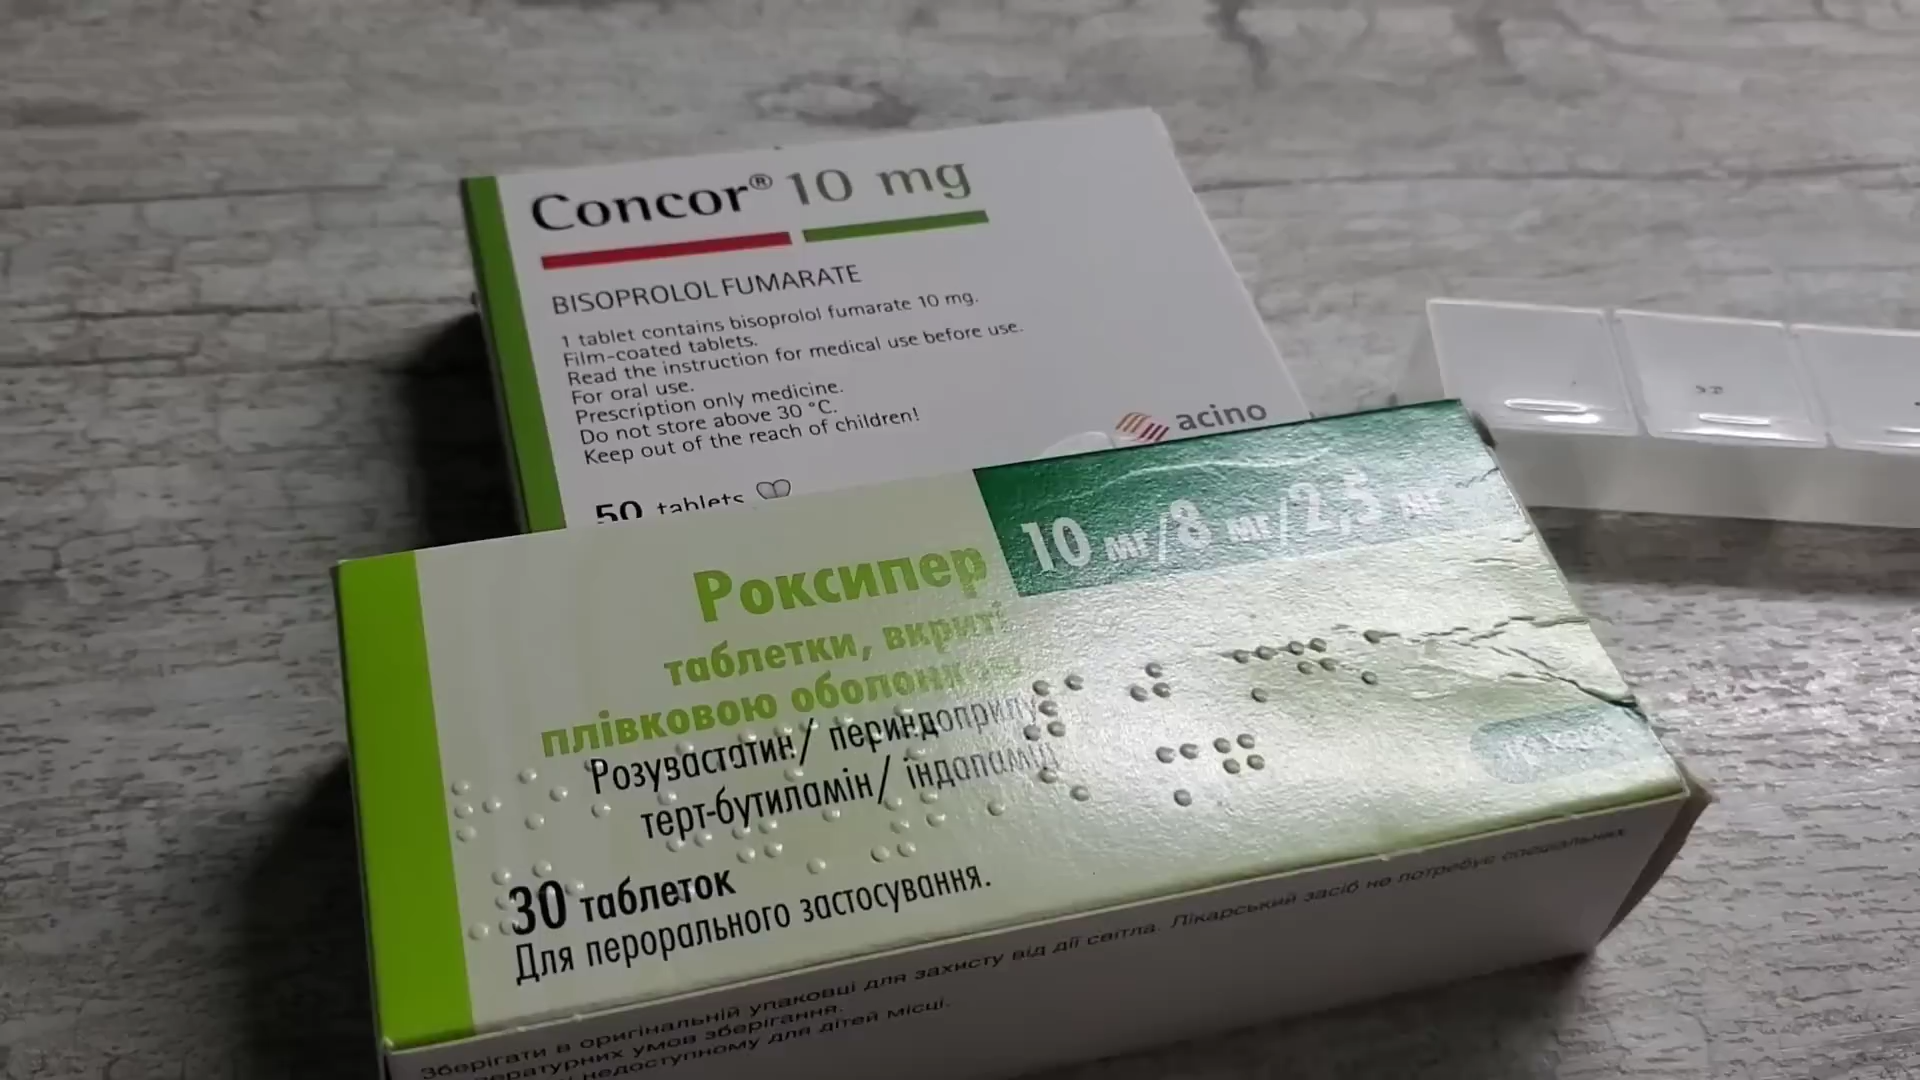 Concor® 10 mg
BISOPROLOL FUMARATE
1 tablet contains bisoprolol fumarate 10 mg.
Film-coated tablets.
Read the instruction for medical use before use.
For oral use.
Prescription only medicine.
Do not store above 30 °C.
Keep out of the reach of children!
acino
50 tablets
Роксипер
10 мг/8 мг/2,5 мг
таблетки, вкриті
плівковою оболонкою
Розувастатин/ периндоприлу
терт-бутиламін/ індапамід
30 таблеток
Для перорального застосування.
Зберігати в оригінальній упаковці для захисту від дії світла. Лікарський засіб не потребує спеціальних
умов зберігання.
недоступному для дітей місці.